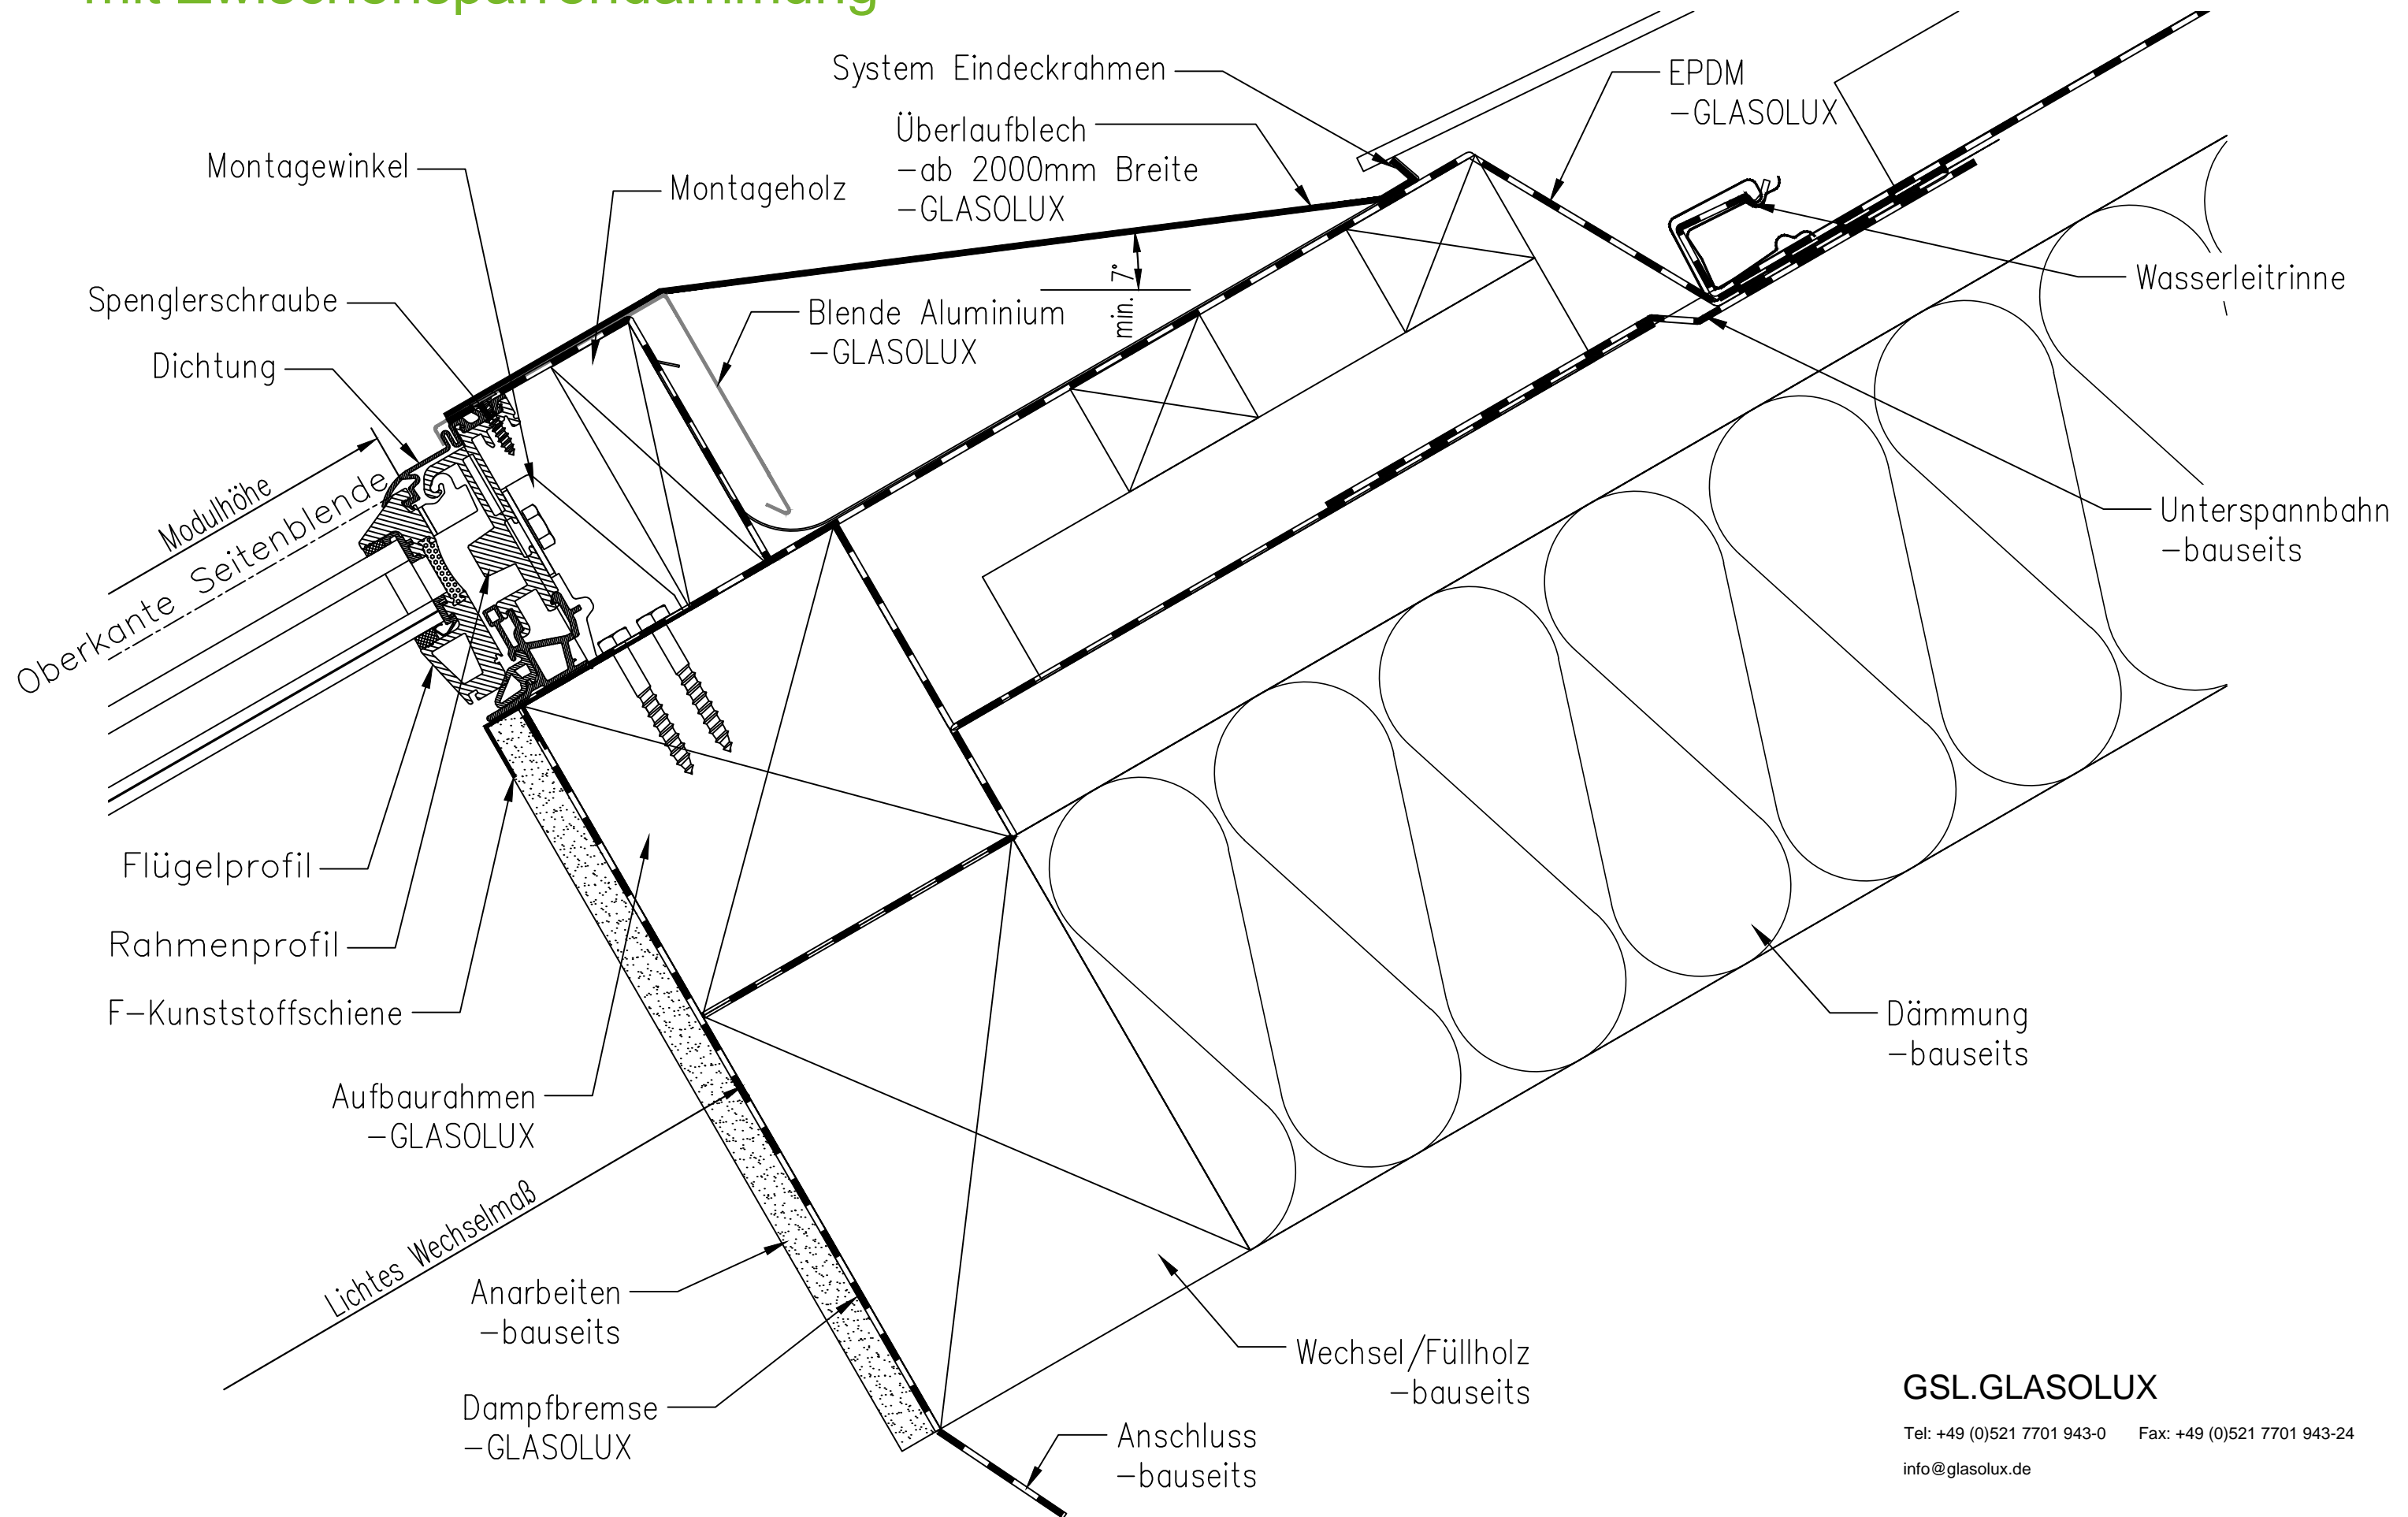 mit Zwischensparrendämmung
System Eindeckrahmen
EPDM
-GLASOLUX
Überlaufblech
-ab 2000mm Breite
-GLASOLUX
Montagewinkel
Montageholz
Spenglerschraube
min. 7°
Wasserleitrinne
Blende Aluminium
-GLASOLUX
Dichtung
Modulhöhe
Oberkante Seitenblende
Unterspannbahn
-bauseits
Flügelprofil
Rahmenprofil
F-Kunststoffschiene
Dämmung
-bauseits
Aufbaurahmen
-GLASOLUX
Lichtes Wechselmaß
Anarbeiten
-bauseits
Wechsel/Füllholz
-bauseits
Dampfbremse
-GLASOLUX
Anschluss
-bauseits
GSL.GLASOLUX
Tel: +49 (0)521 7701 943-0 Fax: +49 (0)521 7701 943-24
info@glasolux.de